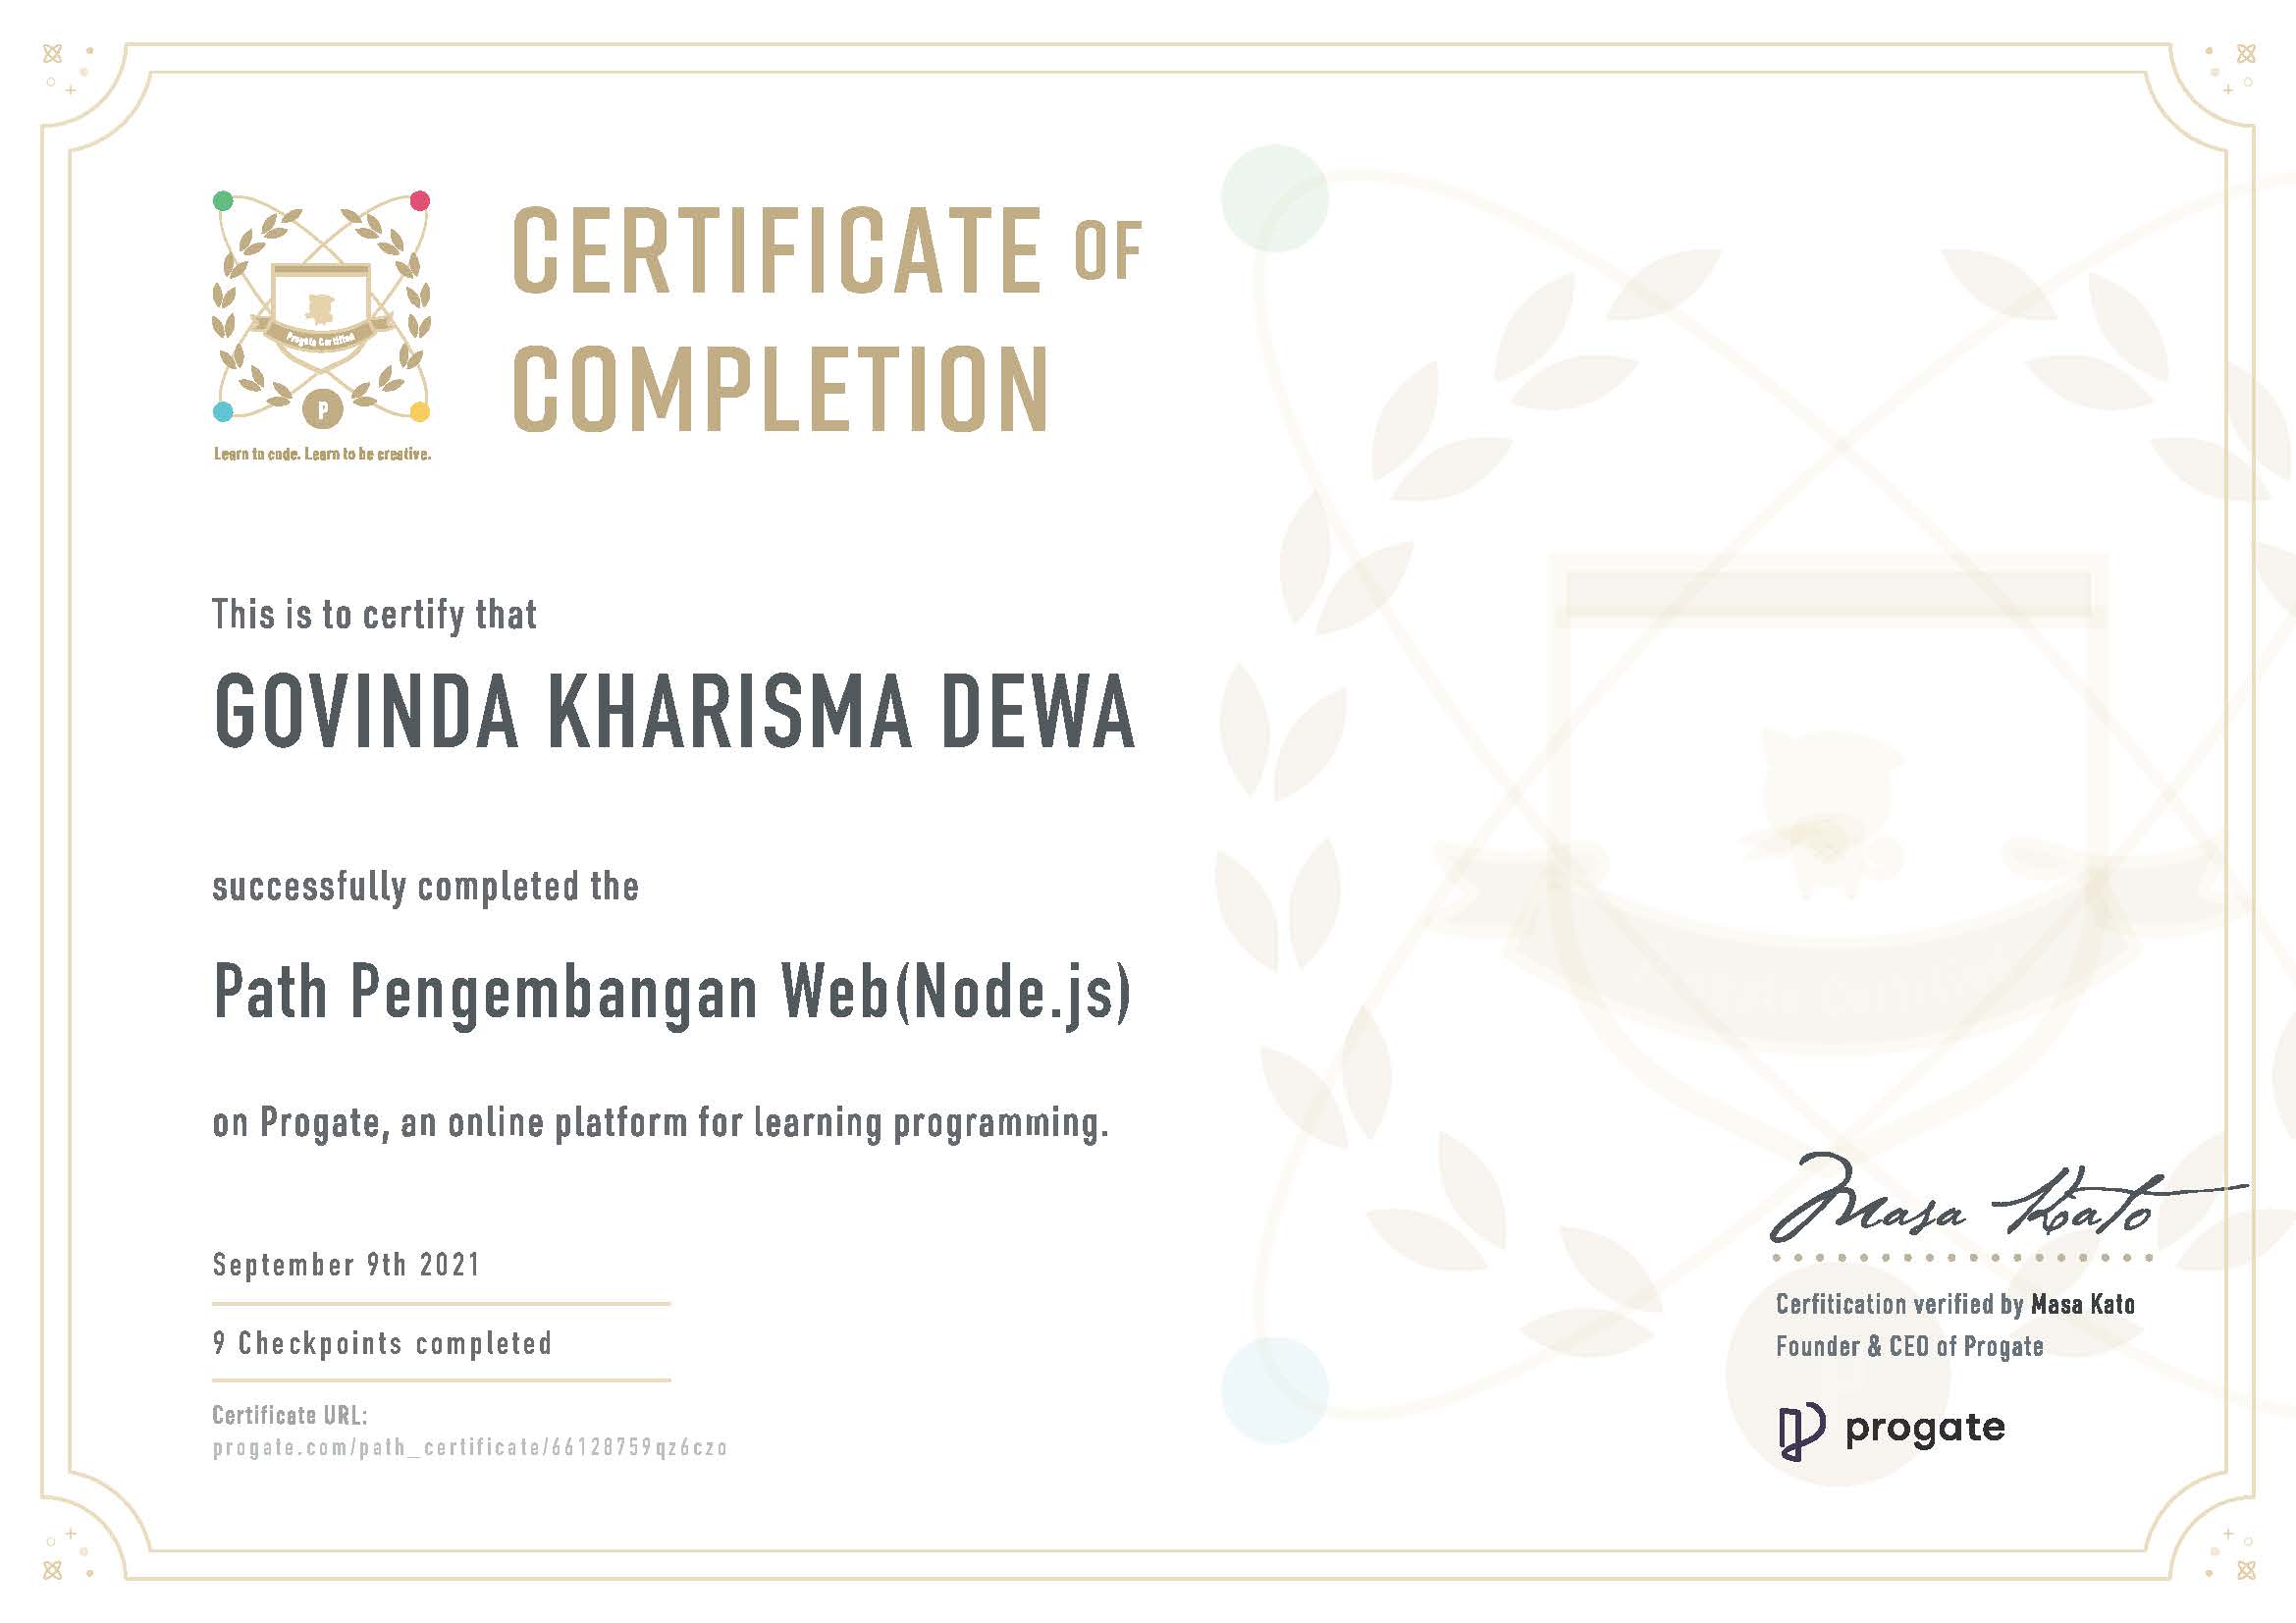 CERTIFICATE OF
COMPLETION
Progate Certified
P
Learn to code. Learn to be creative.
This is to certify that
GOVINDA KHARISMA DEWA
successfully completed the
Path Pengembangan Web(Node.js)
on Progate, an online platform for learning programming.
September 9th 2021
9 Checkpoints completed
Certificate URL:
progate.com/path_certificate/66128759qz6czo
Masa Kato
Cerfitication verified by Masa Kato
Founder & CEO of Progate
progate